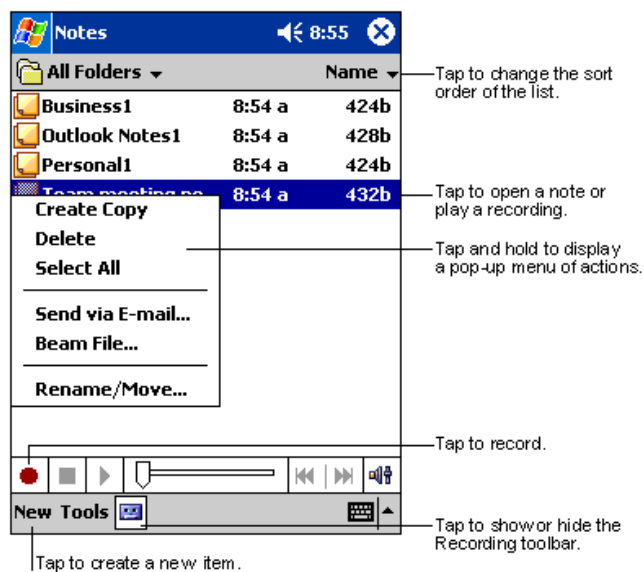 Notes 8:55
All Folders Name
Tap to change the sort
order of the list.
Business1 8:54 a 424b
Outlook Notes1 8:54 a 428b
Personal1 8:54 a 424b
Team meeting no 8:54 a 432b
Tap to open a note or
play a recording.
Create Copy
Delete
Select All
Tap and hold to display
a pop-up menu of actions.
Send via E-mail...
Beam File...
Rename/Move...
Tap to record.
New Tools
Tap to show or hide the
Recording toolbar.
Tap to create a new item.